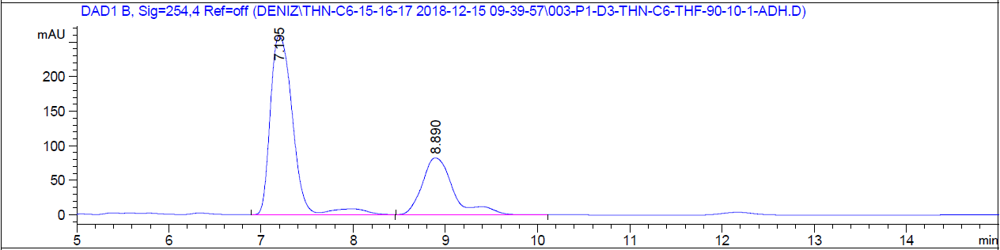 DAD1 B, Sig=254,4 Ref=off (DENIZ\THN-C6-15-16-17 2018-12-15 09-39-57\003-P1-D3-THN-C6-THF-90-10-1-ADH.D)
mAU
7.195
200
150
8.890
100
50
0
5 6 7 8 9 10 11 12 13 14 min